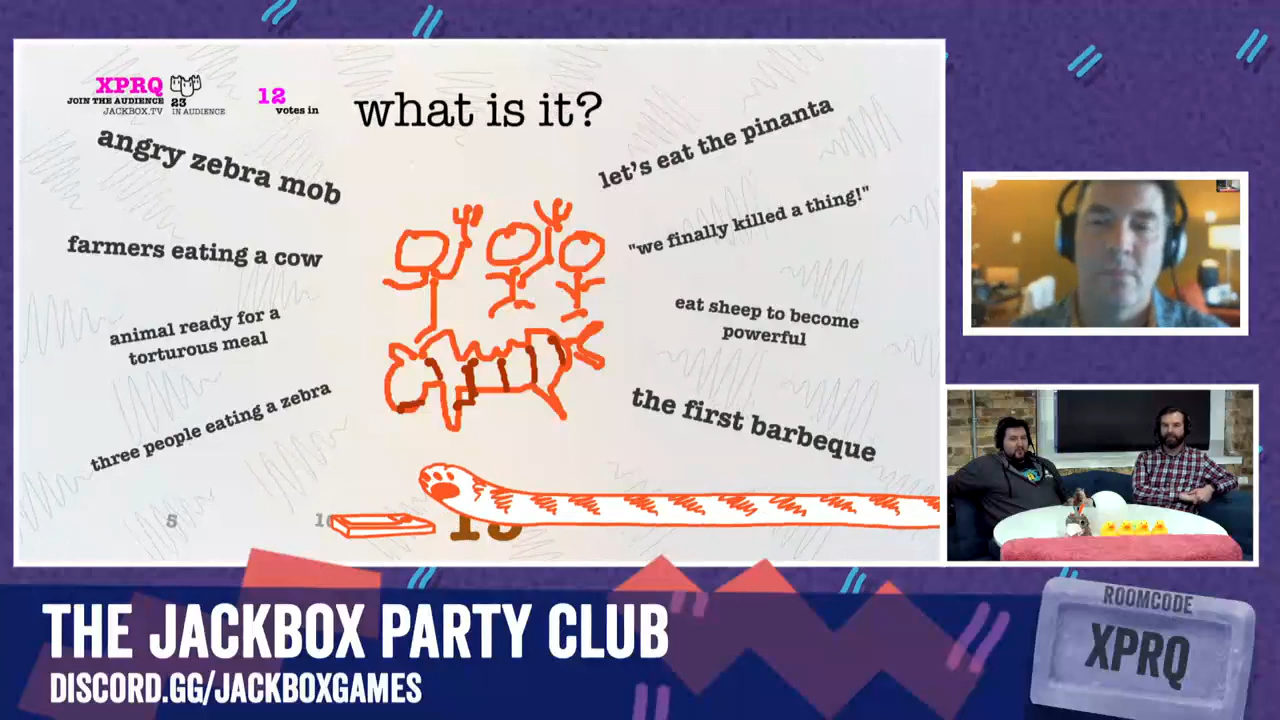 XPRQ
JOIN THE AUDIENCE
JACKBOX.TV
23
IN AUDIENCE
12
votes in
what is it?
angry zebra mob
farmers eating a cow
animal ready for a
torturous meal
three people eating a zebra
let's eat the pinanta
"we finally killed a thing!"
eat sheep to become
powerful
the first barbeque
5
15
THE JACKBOX PARTY CLUB
DISCORD.GG/JACKBOXGAMES
ROOMCODE
XPRQ